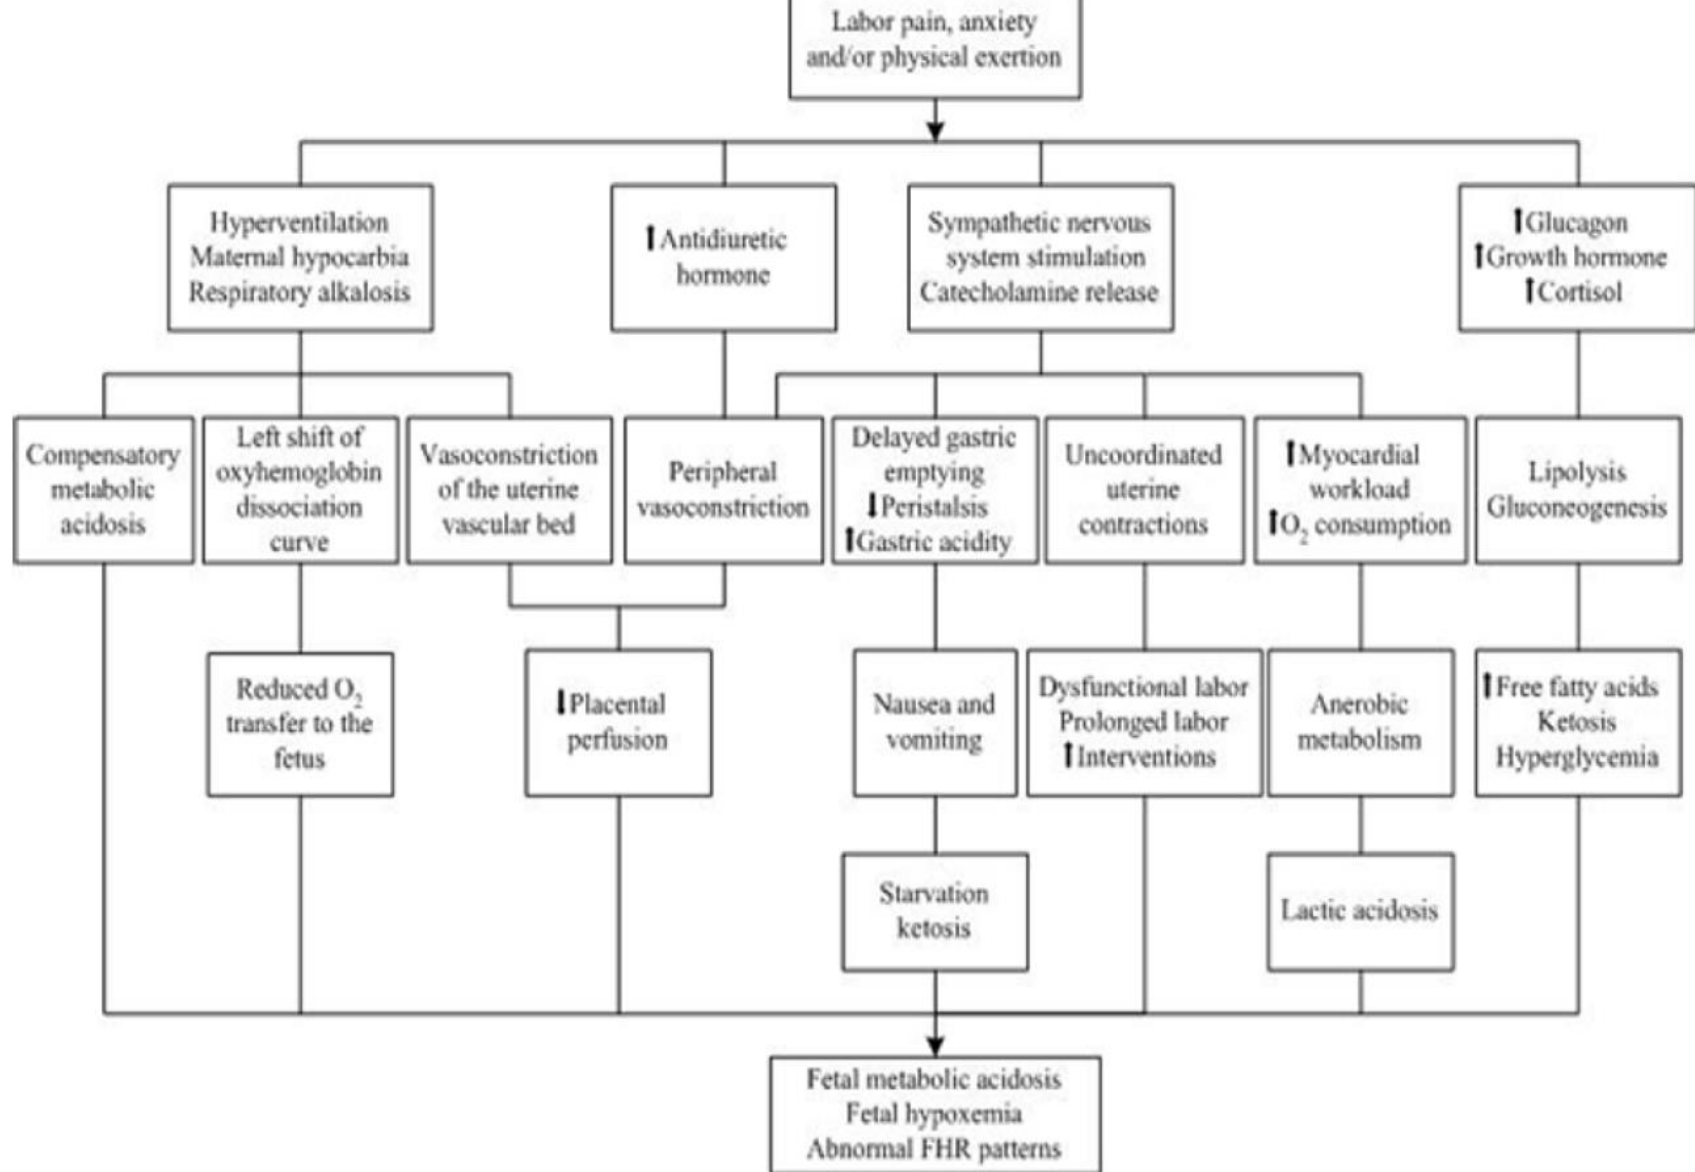 Labor pain, anxiety
and/or physical exertion
Hyperventilation
Maternal hypocarbia
Respiratory alkalosis
⬆Antidiuretic
hormone
Sympathetic nervous
system stimulation
Catecholamine release
⬆Glucagon
⬆Growth hormone
⬆Cortisol
Compensatory
metabolic
acidosis
Left shift of
oxyhemoglobin
dissociation
curve
Vasoconstriction
of the uterine
vascular bed
Peripheral
vasoconstriction
Delayed gastric
emptying
⬇Peristalsis
⬆Gastric acidity
Uncoordinated
uterine
contractions
⬆Myocardial
workload
⬆O₂ consumption
Lipolysis
Gluconeogenesis
Reduced O₂
transfer to the
fetus
⬇Placental
perfusion
Nausea and
vomiting
Dysfunctional labor
Prolonged labor
⬆Interventions
Anerobic
metabolism
⬆Free fatty acids
Ketosis
Hyperglycemia
Starvation
ketosis
Lactic acidosis
Fetal metabolic acidosis
Fetal hypoxemia
Abnormal FHR patterns